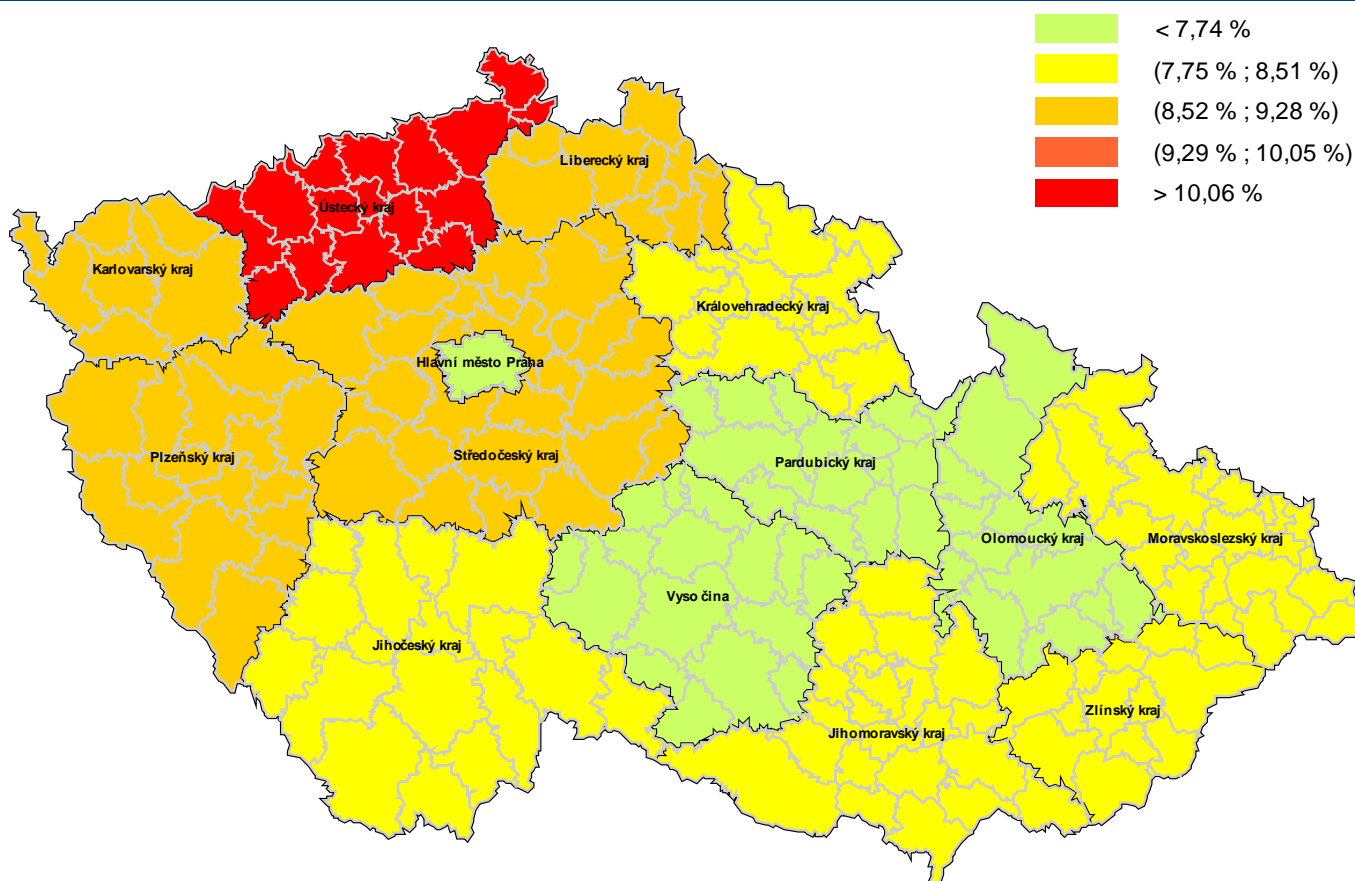 < 7,74 %
(7,75 % ; 8,51 %)
(8,52 % ; 9,28 %)
(9,29 % ; 10,05 %)
> 10,06 %
Liberecký kraj
Ústecký kraj
Karlovarský kraj
Královehradecký kraj
Hlavní město Praha
Plzeňský kraj
Středočeský kraj
Pardubický kraj
Olomoucký kraj
Moravskoslezský kraj
Vyso čina
Jihočeský kraj
Zlínský kraj
Jihomoravský kraj